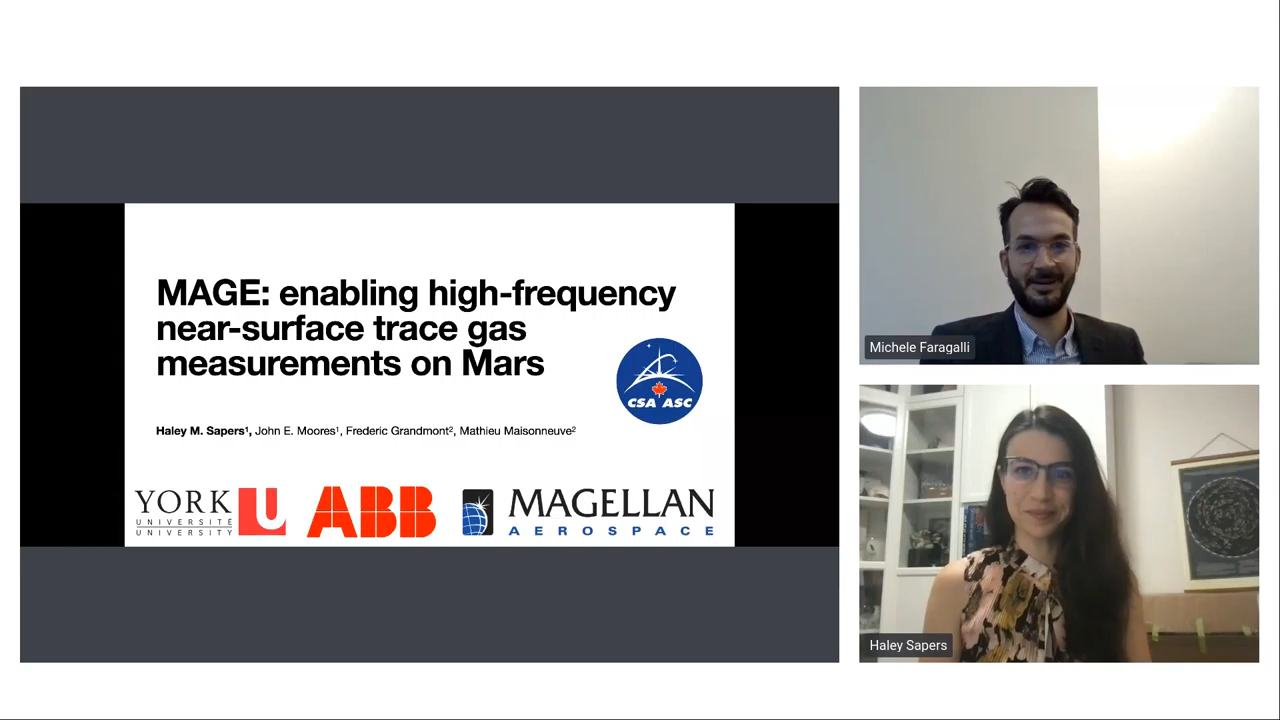 MAGE: enabling high-frequency
near-surface trace gas
measurements on Mars
CSA ASC
Haley M. Sapers¹, John E. Moores¹, Frederic Grandmont², Mathieu Maisonneuve²
YORK U
UNIVERSITÉ
UNIVERSITY
ABB
MAGELLAN
AEROSPACE
Michele Faragalli
Haley Sapers